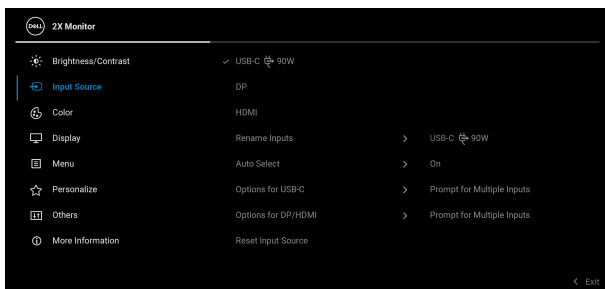 DELL 2X Monitor
Brightness/Contrast ✓ USB-C 90W
Input Source DP
Color HDMI
Display Rename Inputs > USB-C 90W
Menu Auto Select > On
Personalize Options for USB-C > Prompt for Multiple Inputs
Others Options for DP/HDMI > Prompt for Multiple Inputs
More Information Reset Input Source
< Exit